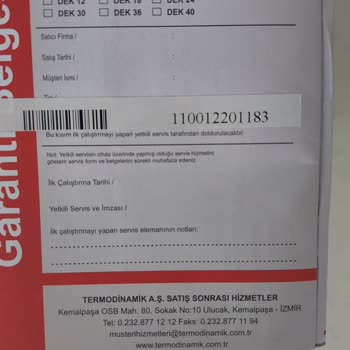 DEK 12 DEK 18 DEK 24
DEK 30 DEK 36 DEK 40
Satıcı Firma /
Satış Tarihi /
Müşteri İsmi /
110012201183
Bu kısım ilk çalıştırmayı yapan yetkili servis tarafından doldurulacaktır.
Not: Yetkili servisin cihaz üzerinde yapmış olduğu servis hizmetini
gösterir servis form ve belgelerini sürekli muhafaza ediniz.
İlk Çalıştırma Tarihi /
Yetkili Servis ve İmzası /
İlk çalıştırmayı yapan servis elemanının notları:
TERMODİNAMİK A.Ş. SATIŞ SONRASI HİZMETLER
Kemalpaşa OSB Mah. 80. Sokak No:10 Ulucak, Kemalpaşa - İZMİR
Tel: 0.232.877 12 12 Faks: 0.232.877 11 94
musterihizmetleri@termodinamik.com.tr
www.termodinamik.com.tr
Garanti Belges